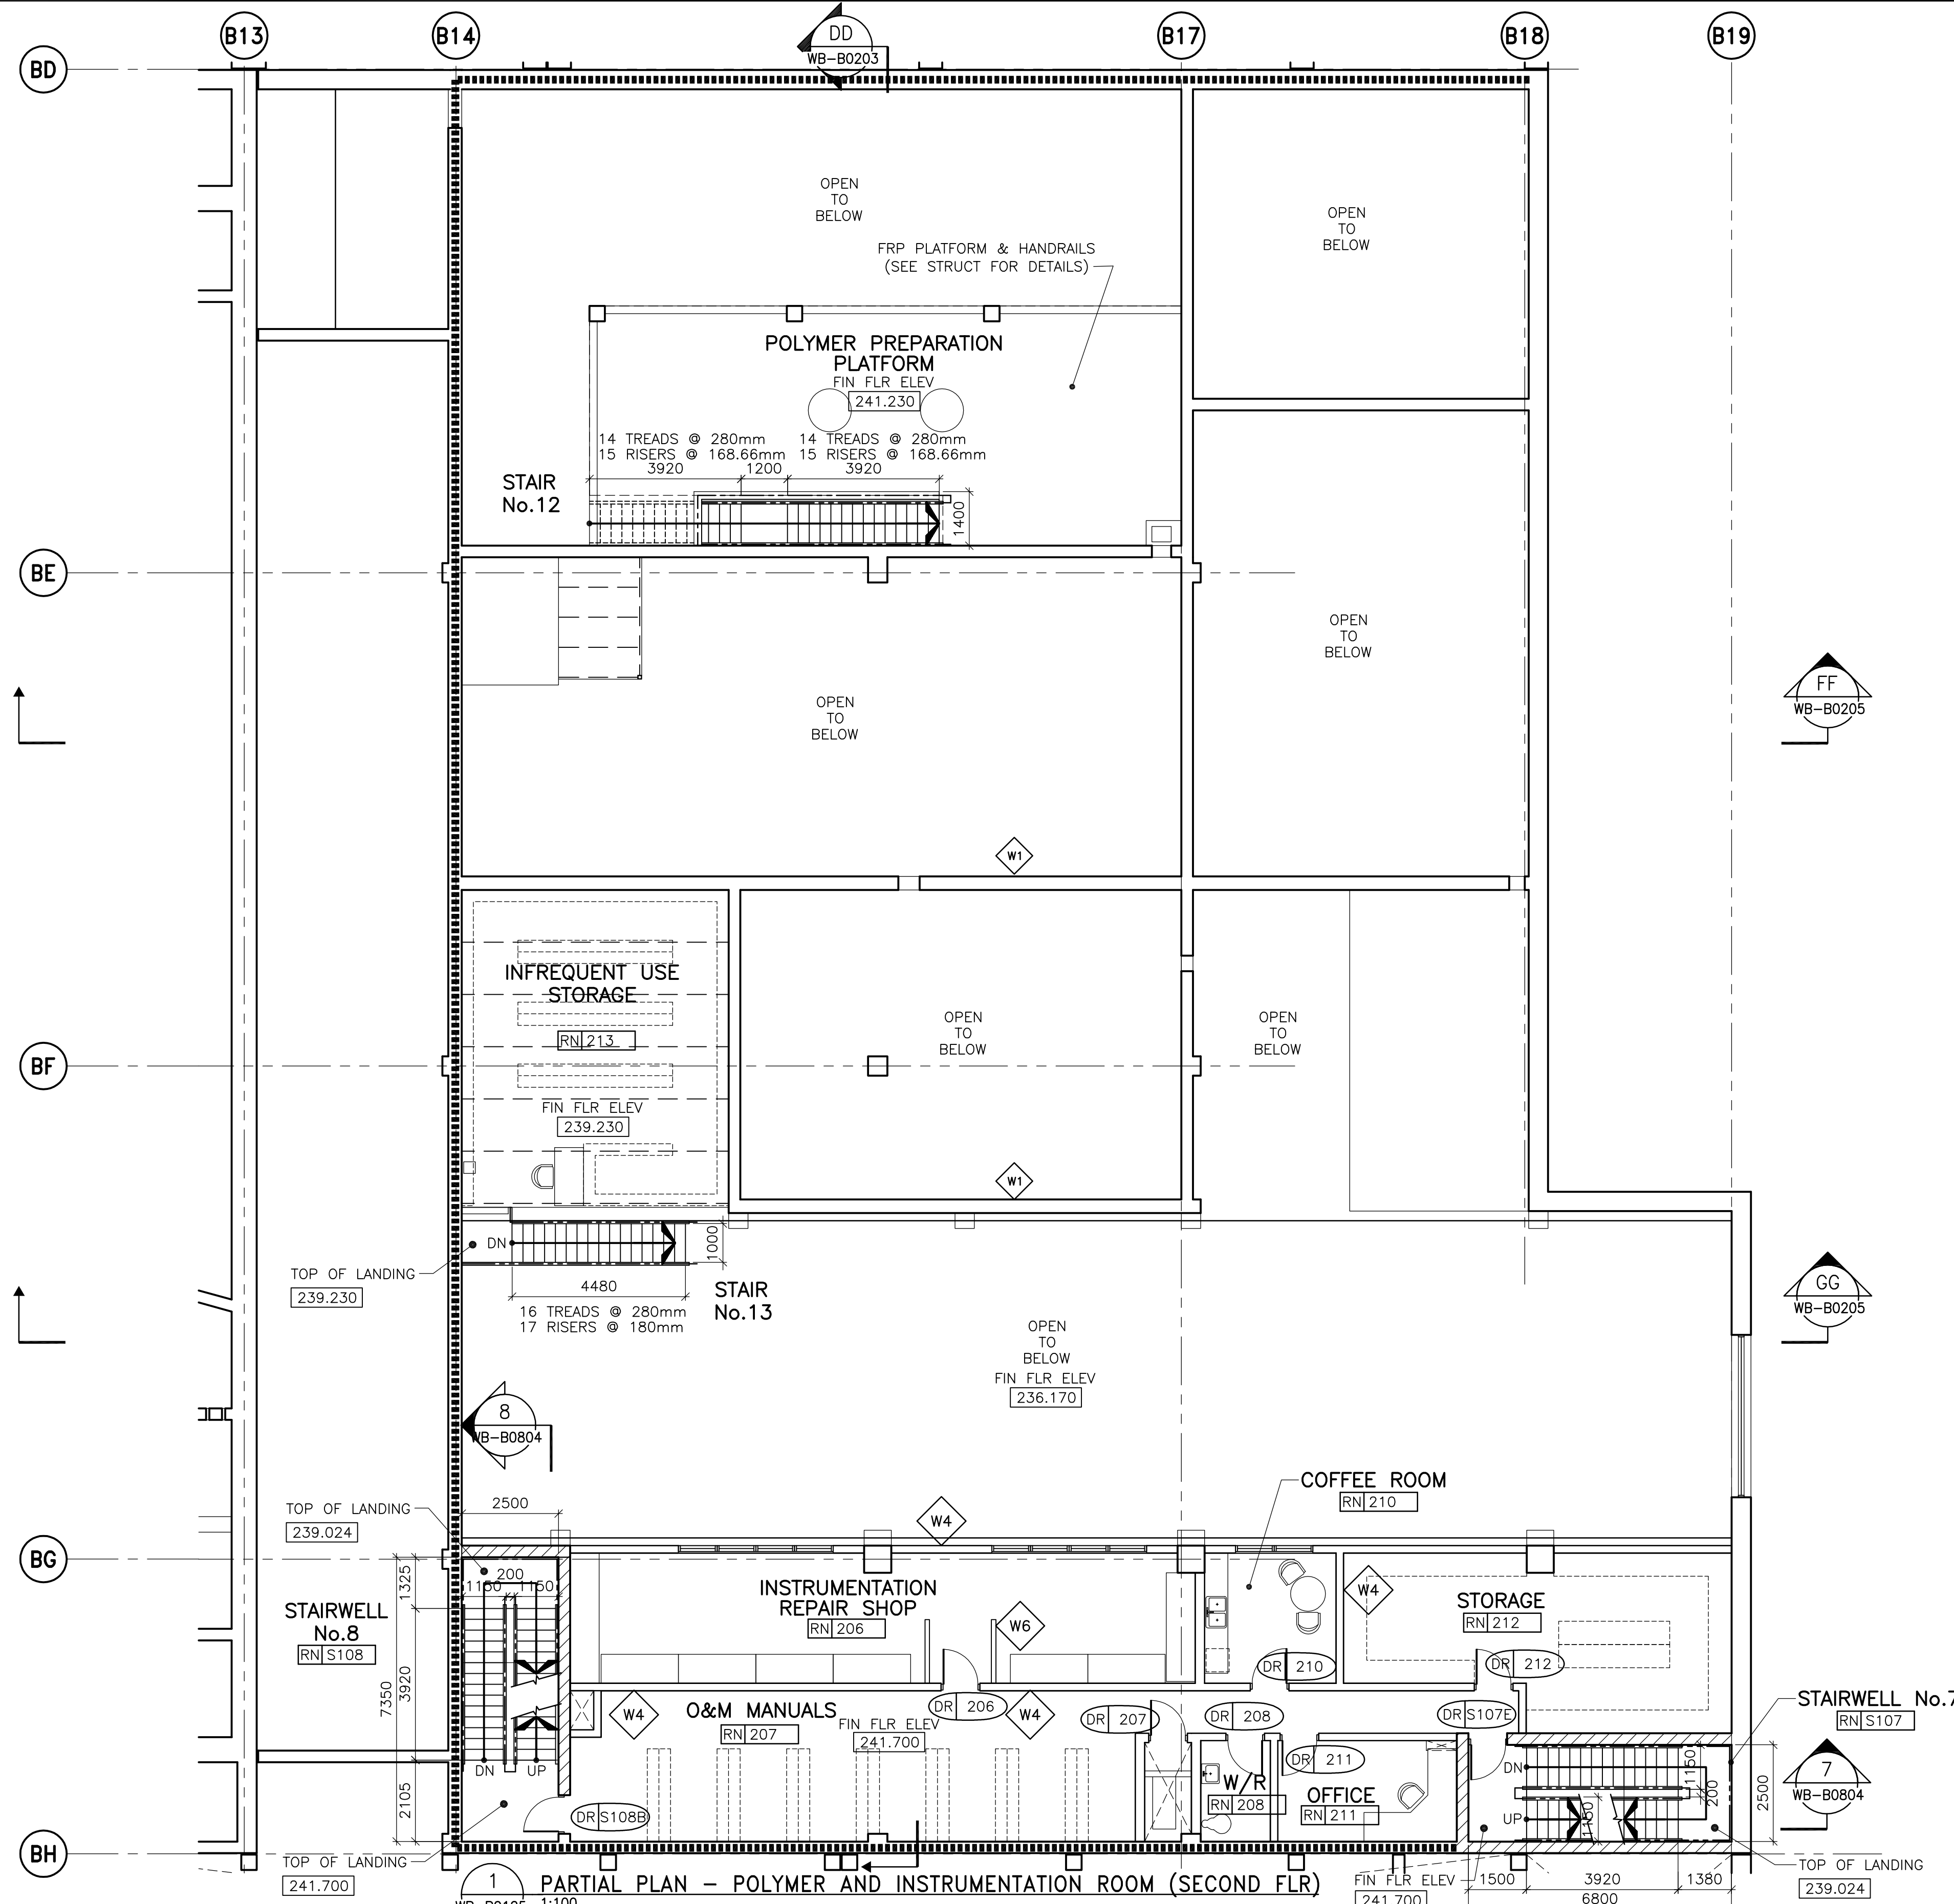 B13
B14
DD
WB-B0203
B17
B18
B19
BD
OPEN
TO
BELOW
OPEN
TO
BELOW
FRP PLATFORM & HANDRAILS
(SEE STRUCT FOR DETAILS)
POLYMER PREPARATION
PLATFORM
FIN FLR ELEV
241.230
14 TREADS @ 280mm
15 RISERS @ 168.66mm
14 TREADS @ 280mm
15 RISERS @ 168.66mm
3920
1200
3920
STAIR
No.12
1400
BE
OPEN
TO
BELOW
OPEN
TO
BELOW
FF
WB-B0205
W1
INFREQUENT USE
STORAGE
RN 213
OPEN
TO
BELOW
OPEN
TO
BELOW
BF
FIN FLR ELEV
239.230
W1
DN
1000
TOP OF LANDING
239.230
4480
16 TREADS @ 280mm
17 RISERS @ 180mm
STAIR
No.13
GG
WB-B0205
OPEN
TO
BELOW
FIN FLR ELEV
236.170
8
WB-B0804
COFFEE ROOM
RN 210
TOP OF LANDING
239.024
2500
W4
BG
200
1150
1150
1325
STAIRWELL
No.8
RN S108
INSTRUMENTATION
REPAIR SHOP
RN 206
W6
W4
STORAGE
RN 212
3920
7350
DR 210
DR 212
W4
O&M MANUALS
RN 207
FIN FLR ELEV
241.700
DR 206
W4
DR 207
DR 208
DR S107E
STAIRWELL No.7
RN S107
DN
UP
2105
DR S108B
W/R
RN 208
DR 211
OFFICE
RN 211
DN
UP
1150
200
1150
2500
7
WB-B0804
BH
TOP OF LANDING
241.700
1
WB-B0105
PARTIAL PLAN – POLYMER AND INSTRUMENTATION ROOM (SECOND FLR)
1:100
FIN FLR ELEV
241.700
1500
3920
1380
6800
TOP OF LANDING
239.024